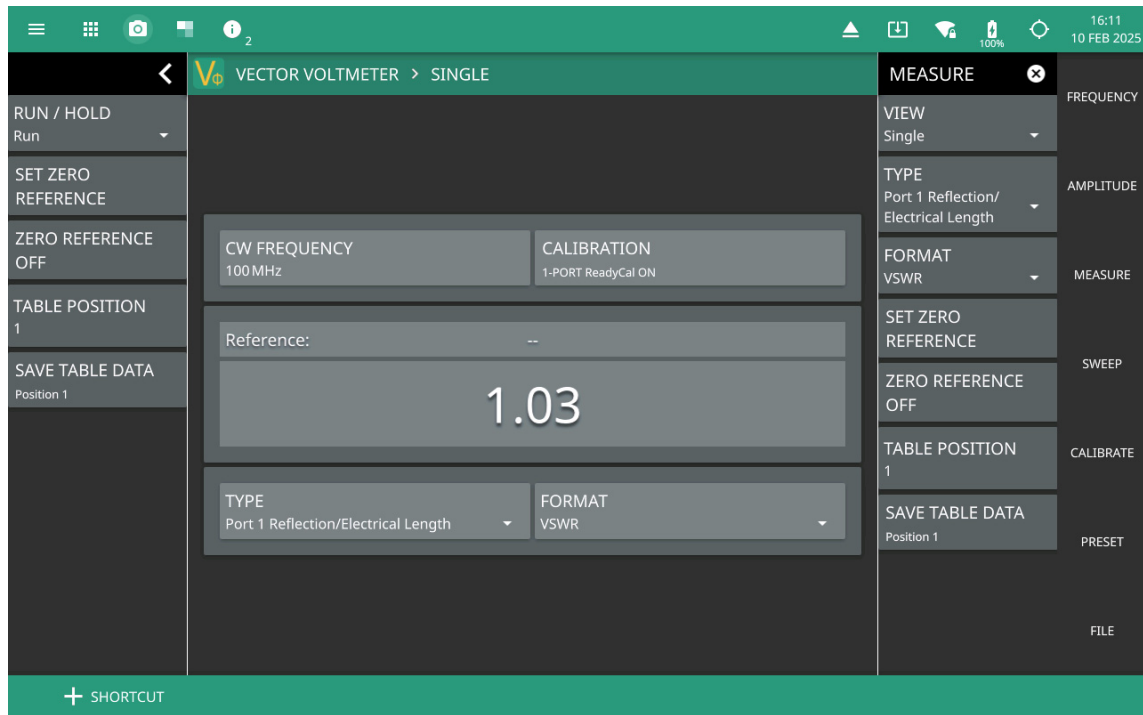 2
100%
16:11
10 FEB 2025
VΦ VECTOR VOLTMETER > SINGLE
RUN / HOLD
Run
SET ZERO
REFERENCE
ZERO REFERENCE
OFF
TABLE POSITION
1
SAVE TABLE DATA
Position 1
CW FREQUENCY
100 MHz
CALIBRATION
1-PORT ReadyCal ON
Reference: --
1.03
TYPE
Port 1 Reflection/Electrical Length
FORMAT
VSWR
MEASURE
VIEW
Single
TYPE
Port 1 Reflection/
Electrical Length
FORMAT
VSWR
SET ZERO
REFERENCE
ZERO REFERENCE
OFF
TABLE POSITION
1
SAVE TABLE DATA
Position 1
FREQUENCY
AMPLITUDE
MEASURE
SWEEP
CALIBRATE
PRESET
FILE
+ SHORTCUT